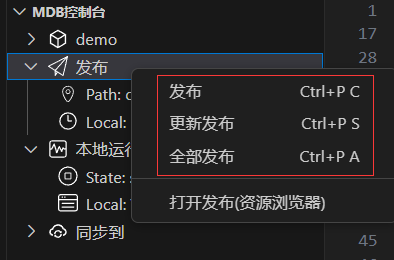 MDB控制台
demo
发布
Path:
Local:
本地运行
State:
Local:
同步到
发布 Ctrl+P C
更新发布 Ctrl+P S
全部发布 Ctrl+P A
打开发布(资源浏览器)
1
17
28
45